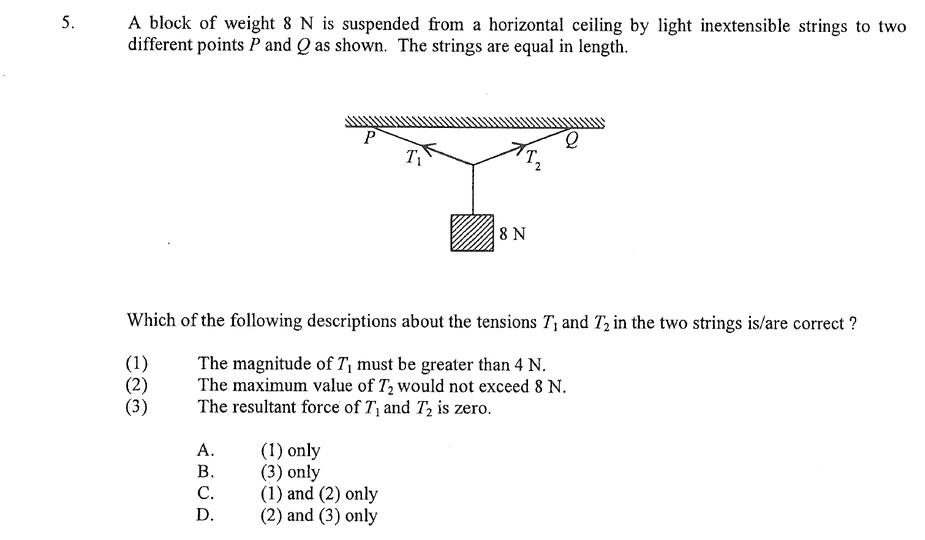 5. A block of weight 8 N is suspended from a horizontal ceiling by light inextensible strings to two
different points P and Q as shown. The strings are equal in length.
P
Q
T₁
T₂
8 N
Which of the following descriptions about the tensions T₁ and T₂ in the two strings is/are correct ?
(1) The magnitude of T₁ must be greater than 4 N.
(2) The maximum value of T₂ would not exceed 8 N.
(3) The resultant force of T₁ and T₂ is zero.
A. (1) only
B. (3) only
C. (1) and (2) only
D. (2) and (3) only